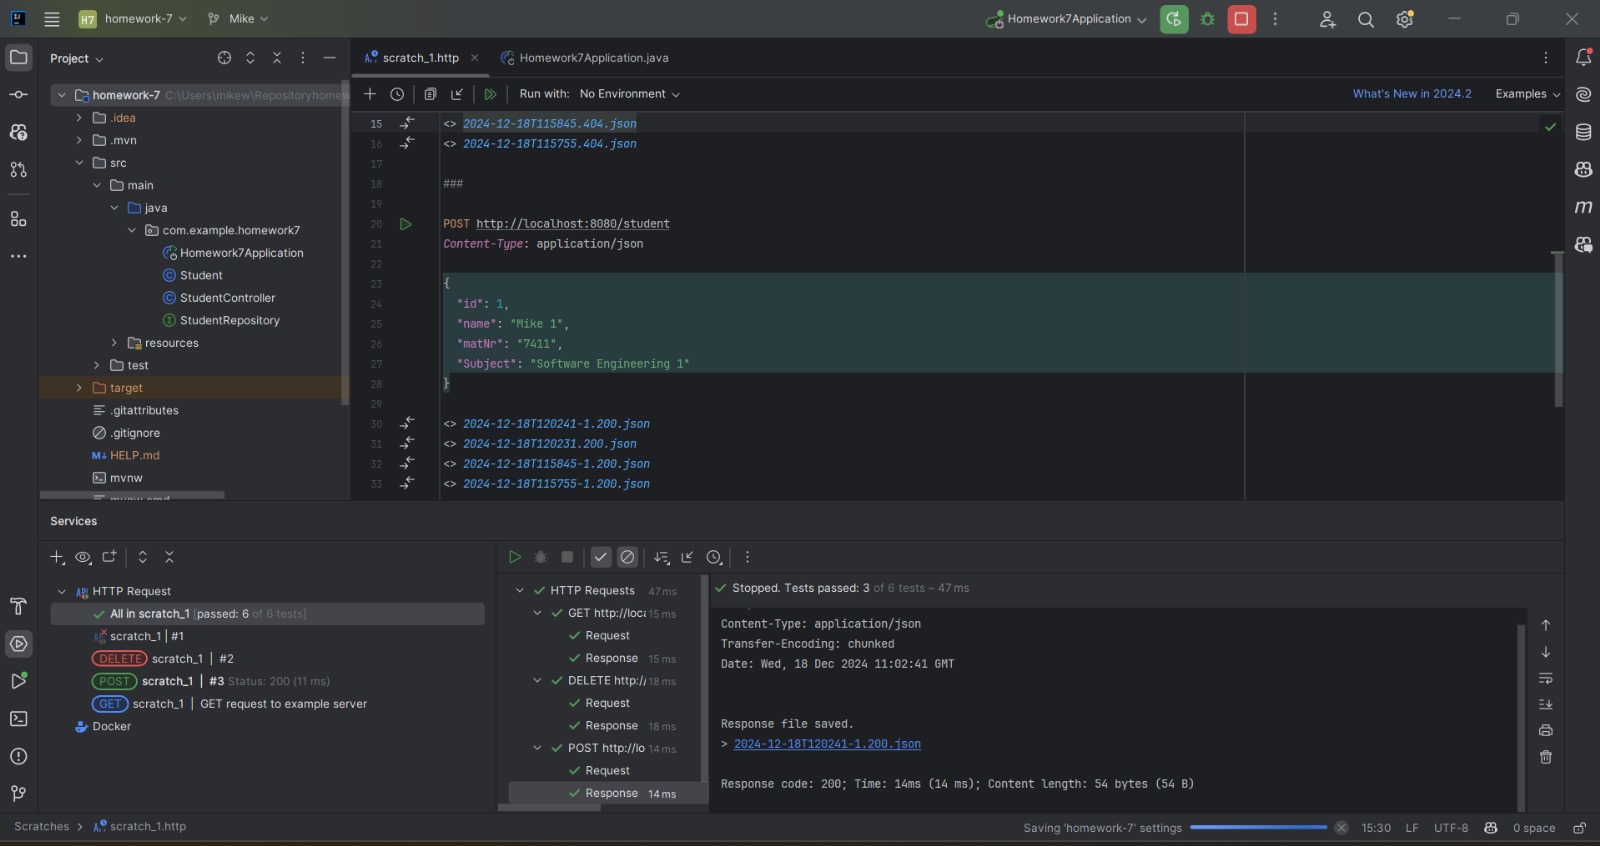 H7 homework-7 Mike Homework7Application
Project
scratch_1.http
Homework7Application.java
Run with: No Environment
What's New in 2024.2
Examples
homework-7 C:\Users\mikew\Repositoryhomew
.idea
.mvn
src
main
java
com.example.homework7
Homework7Application
Student
StudentController
StudentRepository
resources
test
target
.gitattributes
.gitignore
M↓ HELP.md
mvnw
15 <> 2024-12-18T115845.404.json
16 <> 2024-12-18T115755.404.json
17
18 ###
19
20 POST http://localhost:8080/student
21 Content-Type: application/json
22
23 {
24 "id": 1,
25 "name": "Mike 1",
26 "matNr": "7411",
27 "Subject": "Software Engineering 1"
28 }
29
30 <> 2024-12-18T120241-1.200.json
31 <> 2024-12-18T120231.200.json
32 <> 2024-12-18T115845-1.200.json
33 <> 2024-12-18T115755-1.200.json
m
Services
HTTP Request
All in scratch_1 [passed: 6 of 6 tests]
scratch_1 | #1
DELETE scratch_1 | #2
POST scratch_1 | #3 Status: 200 (11 ms)
GET scratch_1 | GET request to example server
Docker
HTTP Requests 47 ms
GET http://loca 15 ms
Request
Response 15 ms
DELETE http:/ 18 ms
Request
Response 18 ms
POST http://lo 14 ms
Request
Response 14 ms
Stopped. Tests passed: 3 of 6 tests – 47 ms
Content-Type: application/json
Transfer-Encoding: chunked
Date: Wed, 18 Dec 2024 11:02:41 GMT
Response file saved.
> 2024-12-18T120241-1.200.json
Response code: 200; Time: 14ms (14 ms); Content length: 54 bytes (54 B)
Scratches > scratch_1.http
Saving 'homework-7' settings
15:30 LF UTF-8 0 space